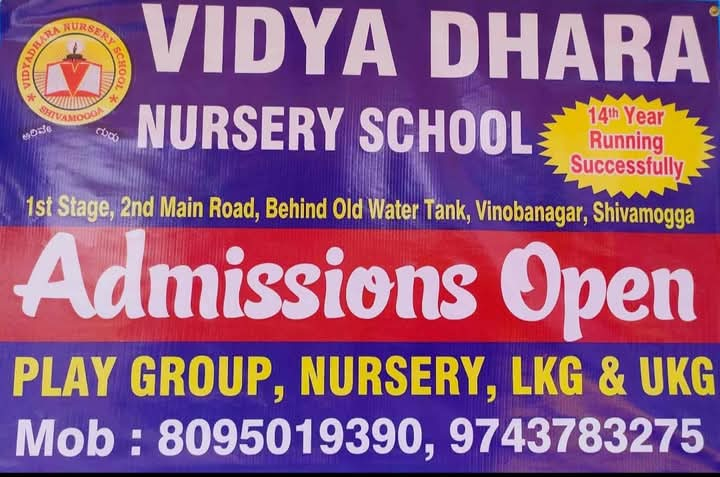 VIDYADHARA NURSERY SCHOOL
SHIVAMOGGA
V
ಅರಿವೇ ಗುರು
VIDYA DHARA
NURSERY SCHOOL
14th Year
Running
Successfully
1st Stage, 2nd Main Road, Behind Old Water Tank, Vinobanagar, Shivamogga
Admissions Open
PLAY GROUP, NURSERY, LKG & UKG
Mob : 8095019390, 9743783275